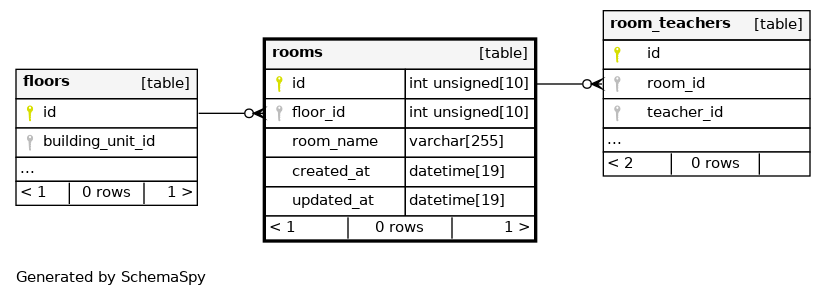 floors [table]
id
building_unit_id
...
< 1 0 rows 1 >
rooms [table]
id int unsigned[10]
floor_id int unsigned[10]
room_name varchar[255]
created_at datetime[19]
updated_at datetime[19]
< 1 0 rows 1 >
room_teachers [table]
id
room_id
teacher_id
...
< 2 0 rows
Generated by SchemaSpy